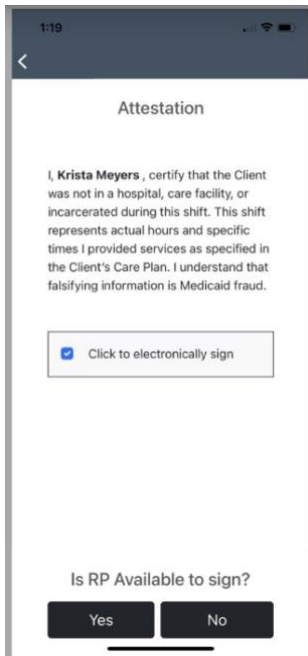 1:19
Attestation
I, Krista Meyers , certify that the Client
was not in a hospital, care facility, or
incarcerated during this shift. This shift
represents actual hours and specific
times I provided services as specified in
the Client's Care Plan. I understand that
falsifying information is Medicaid fraud.
Click to electronically sign
Is RP Available to sign?
Yes No